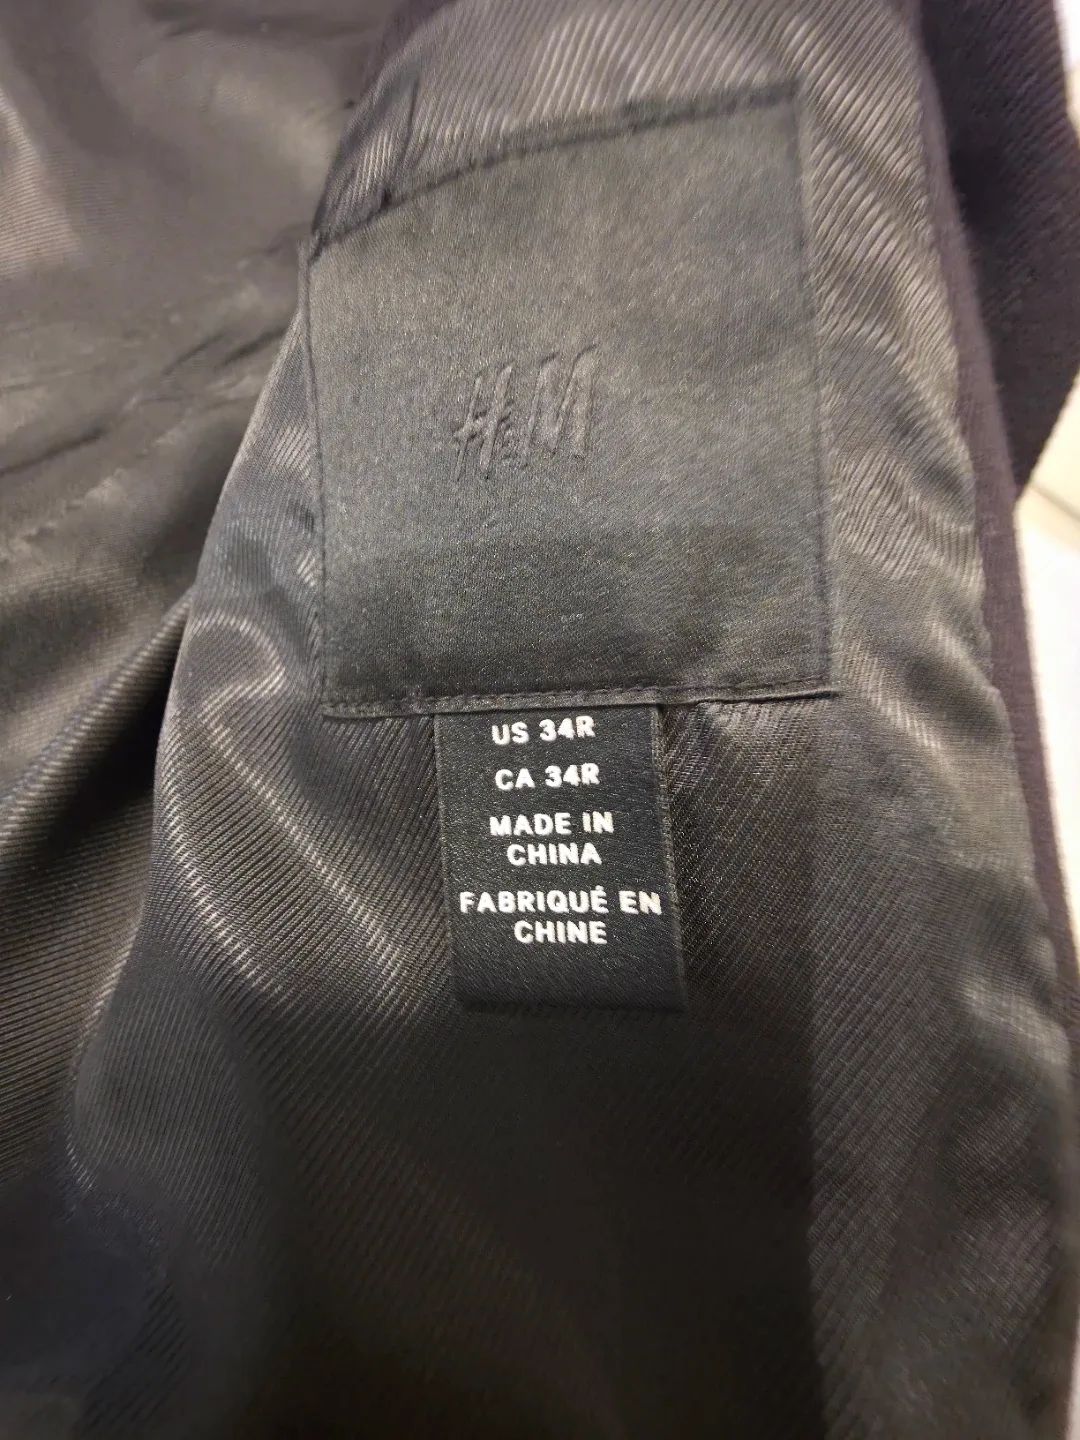 H&M
US 34R
CA 34R
MADE IN
CHINA
FABRIQUÉ EN
CHINE